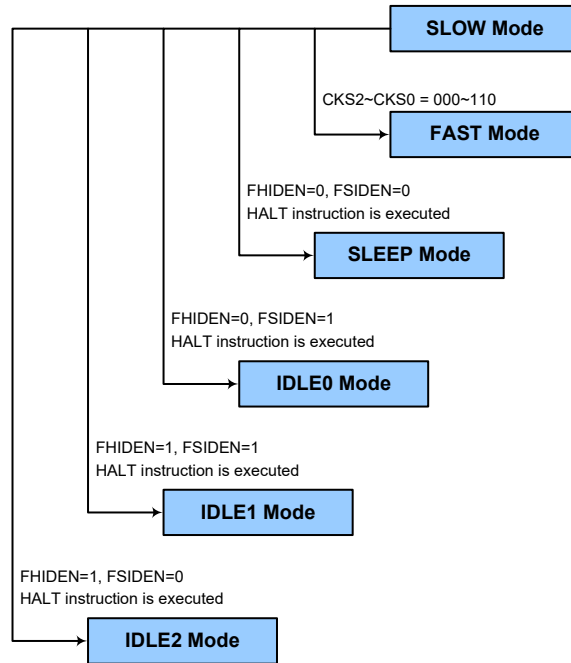 SLOW Mode
CKS2~CKS0 = 000~110
FAST Mode
FHIDEN=0, FSIDEN=0
HALT instruction is executed
SLEEP Mode
FHIDEN=0, FSIDEN=1
HALT instruction is executed
IDLE0 Mode
FHIDEN=1, FSIDEN=1
HALT instruction is executed
IDLE1 Mode
FHIDEN=1, FSIDEN=0
HALT instruction is executed
IDLE2 Mode